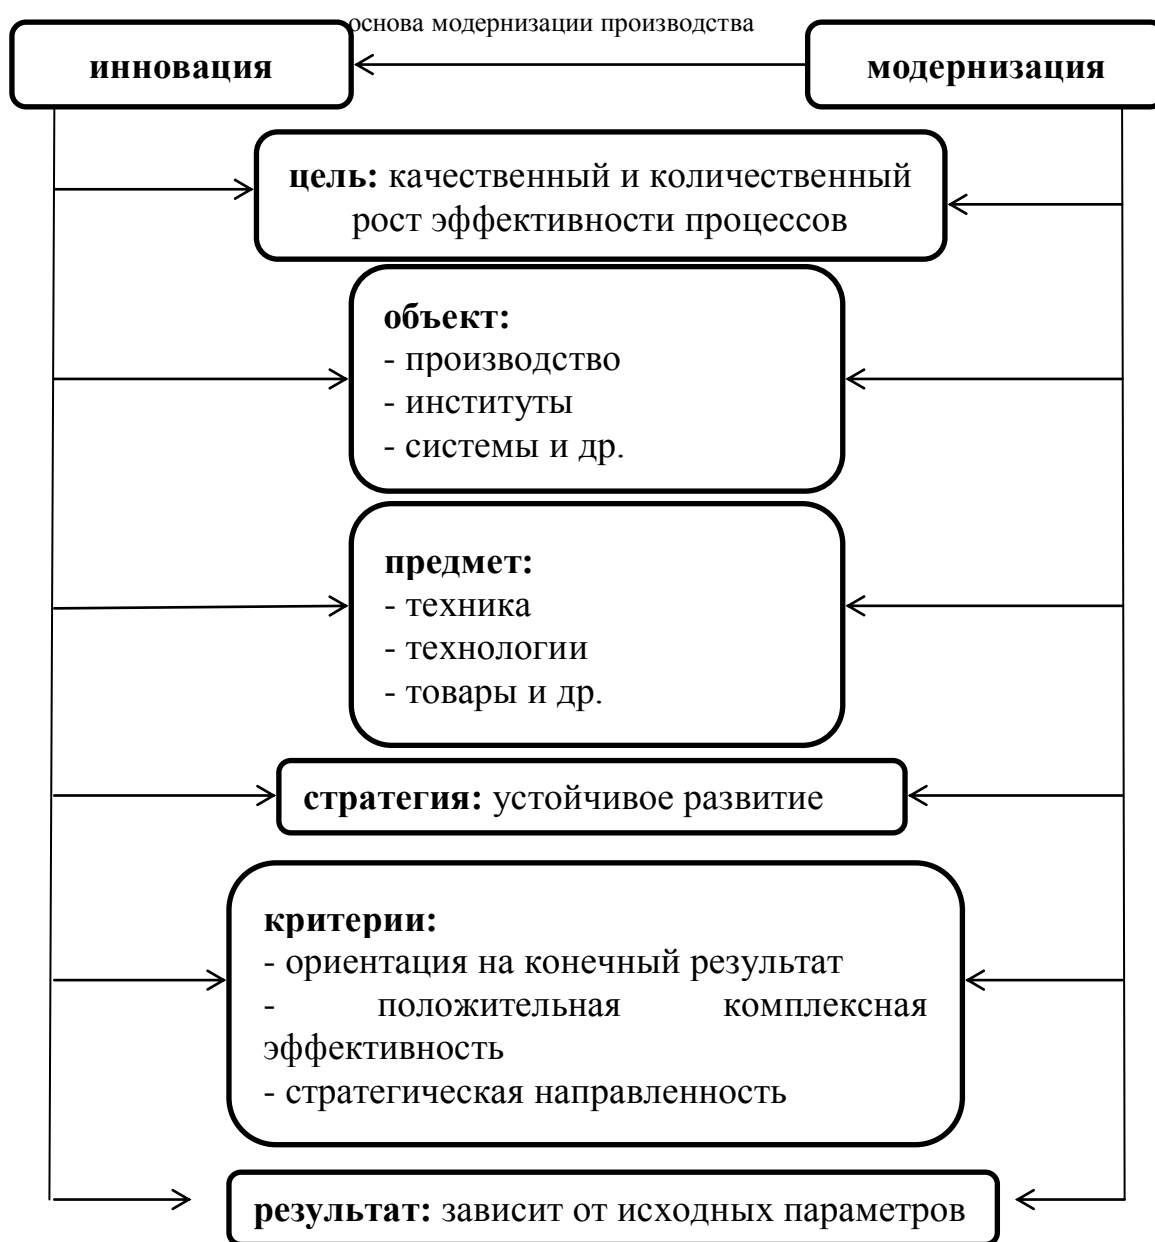 основа модернизации производства
инновация
модернизация
цель: качественный и количественный
рост эффективности процессов
объект:
- производство
- институты
- системы и др.
предмет:
- техника
- технологии
- товары и др.
стратегия: устойчивое развитие
критерии:
- ориентация на конечный результат
- положительная комплексная
эффективность
- стратегическая направленность
результат: зависит от исходных параметров